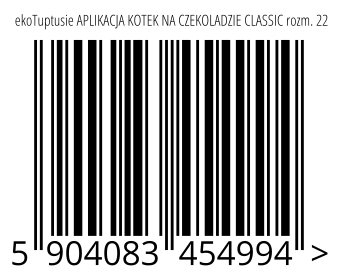 ekoTuptusie APLIKACJA KOTEK NA CZEKOLADZIE CLASSIC rozm. 22
5 904083 454994 >